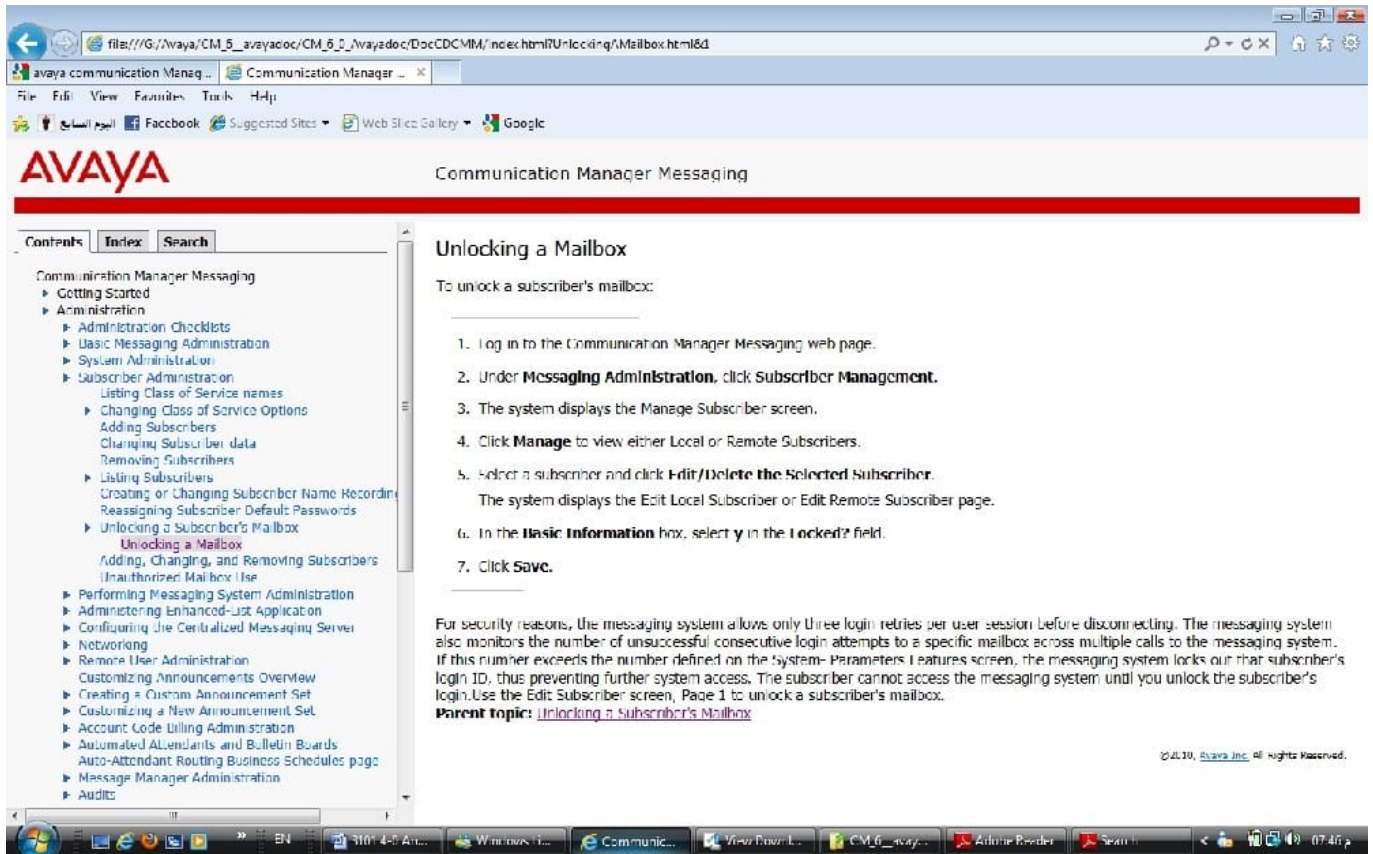 file:///G:/Avaya/CM_6__avayadoc/CM_6_0_Avayadoc/DocCDCMM/index.html?Unlocking/AMailbox.html&1
avaya communication Manag...
Communication Manager ...
File Edit View Favorites Tools Help
اليوم السابع Facebook Suggested Sites Web Slice Gallery Google
AVAYA
Communication Manager Messaging
Contents Index Search
Communication Manager Messaging
Getting Started
Administration
Administration Checklists
Basic Messaging Administration
System Administration
Subscriber Administration
Listing Class of Service names
Changing Class of Service Options
Adding Subscribers
Changing Subscriber data
Removing Subscribers
Listing Subscribers
Creating or Changing Subscriber Name Recording
Reassigning Subscriber Default Passwords
Unlocking a Subscriber's Mailbox
Unlocking a Mailbox
Adding, Changing, and Removing Subscribers
Unauthorized Mailbox Use
Performing Messaging System Administration
Administering Enhanced-List Application
Configuring the Centralized Messaging Server
Networking
Remote User Administration
Customizing Announcements Overview
Creating a Custom Announcement Set
Customizing a New Announcement Set
Account Code Billing Administration
Automated Attendants and Bulletin Boards
Auto-Attendant Routing Business Schedules page
Message Manager Administration
Audits
Unlocking a Mailbox
To unlock a subscriber's mailbox:
1. Log in to the Communication Manager Messaging web page.
2. Under Messaging Administration, click Subscriber Management.
3. The system displays the Manage Subscriber screen.
4. Click Manage to view either Local or Remote Subscribers.
5. Select a subscriber and click Edit/Delete the Selected Subscriber.
The system displays the Edit Local Subscriber or Edit Remote Subscriber page.
6. In the Basic Information box, select y in the Locked? field.
7. Click Save.
For security reasons, the messaging system allows only three login retries per user session before disconnecting. The messaging system
also monitors the number of unsuccessful consecutive login attempts to a specific mailbox across multiple calls to the messaging system.
If this number exceeds the number defined on the System- Parameters Features screen, the messaging system locks out that subscriber's
login ID, thus preventing further system access. The subscriber cannot access the messaging system until you unlock the subscriber's
login.Use the Edit Subscriber screen, Page 1 to unlock a subscriber's mailbox.
Parent topic: Unlocking a Subscriber's Mailbox
©2010, Avaya Inc. All Rights Reserved.
EN 3101 4-0 An... Windows Li... Communic... View Downl... CM_6__avay... Adobe Reader Search 07:46 م